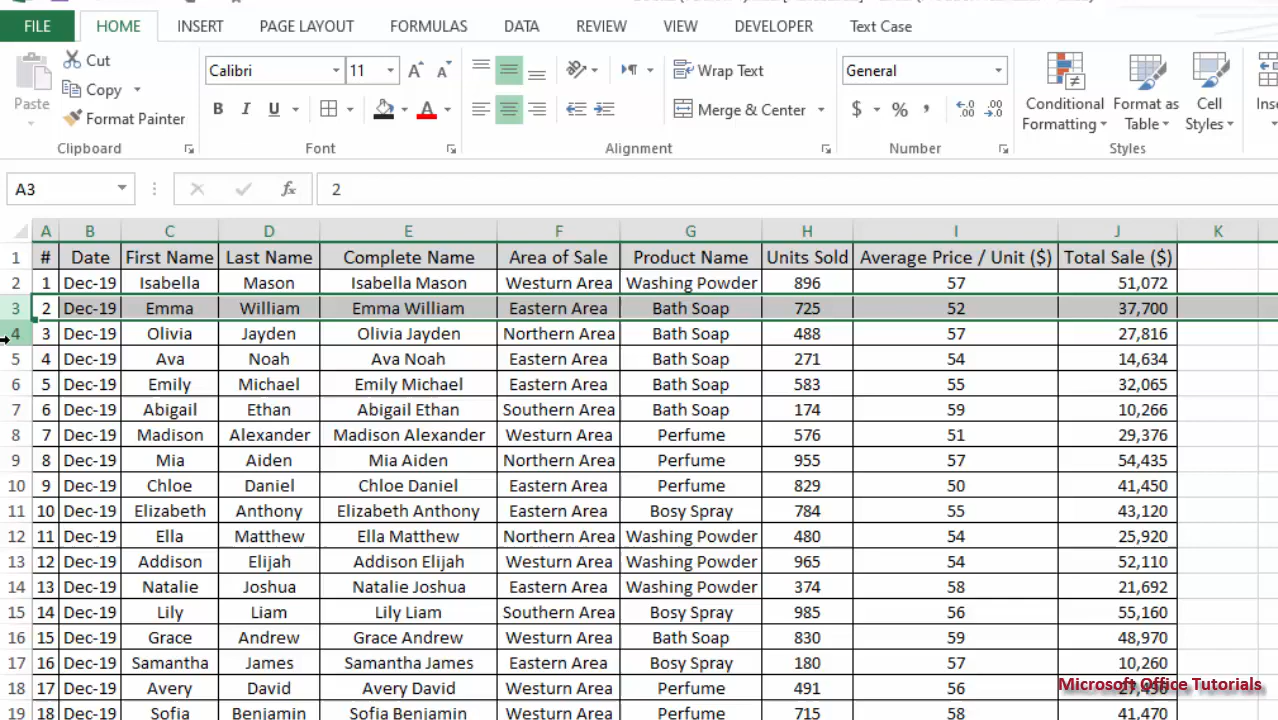 FILE HOME INSERT PAGE LAYOUT FORMULAS DATA REVIEW VIEW DEVELOPER Text Case
Paste Cut Copy Format Painter
Calibri 11 A A
B I U A
Wrap Text
Merge & Center
General
$ % ,
Conditional Formatting Format as Table Cell Styles
Clipboard Font Alignment Number Styles
A3 fx 2
A B C D E F G H I J K
1 # Date First Name Last Name Complete Name Area of Sale Product Name Units Sold Average Price / Unit ($) Total Sale ($)
2 1 Dec-19 Isabella Mason Isabella Mason Westurn Area Washing Powder 896 57 51,072
3 2 Dec-19 Emma William Emma William Eastern Area Bath Soap 725 52 37,700
4 3 Dec-19 Olivia Jayden Olivia Jayden Northern Area Bath Soap 488 57 27,816
5 4 Dec-19 Ava Noah Ava Noah Eastern Area Bath Soap 271 54 14,634
6 5 Dec-19 Emily Michael Emily Michael Eastern Area Bath Soap 583 55 32,065
7 6 Dec-19 Abigail Ethan Abigail Ethan Southern Area Bath Soap 174 59 10,266
8 7 Dec-19 Madison Alexander Madison Alexander Westurn Area Perfume 576 51 29,376
9 8 Dec-19 Mia Aiden Mia Aiden Northern Area Perfume 955 57 54,435
10 9 Dec-19 Chloe Daniel Chloe Daniel Eastern Area Perfume 829 50 41,450
11 10 Dec-19 Elizabeth Anthony Elizabeth Anthony Eastern Area Bosy Spray 784 55 43,120
12 11 Dec-19 Ella Matthew Ella Matthew Northern Area Washing Powder 480 54 25,920
13 12 Dec-19 Addison Elijah Addison Elijah Westurn Area Washing Powder 965 54 52,110
14 13 Dec-19 Natalie Joshua Natalie Joshua Eastern Area Washing Powder 374 58 21,692
15 14 Dec-19 Lily Liam Lily Liam Southern Area Bosy Spray 985 56 55,160
16 15 Dec-19 Grace Andrew Grace Andrew Westurn Area Bath Soap 830 59 48,970
17 16 Dec-19 Samantha James Samantha James Eastern Area Bosy Spray 180 57 10,260
18 17 Dec-19 Avery David Avery David Westurn Area Perfume 491 56
Microsoft Office Tutorials
19 18 Dec-19 Sofia Benjamin Sofia Benjamin Westurn Area Perfume 715 58 41,470